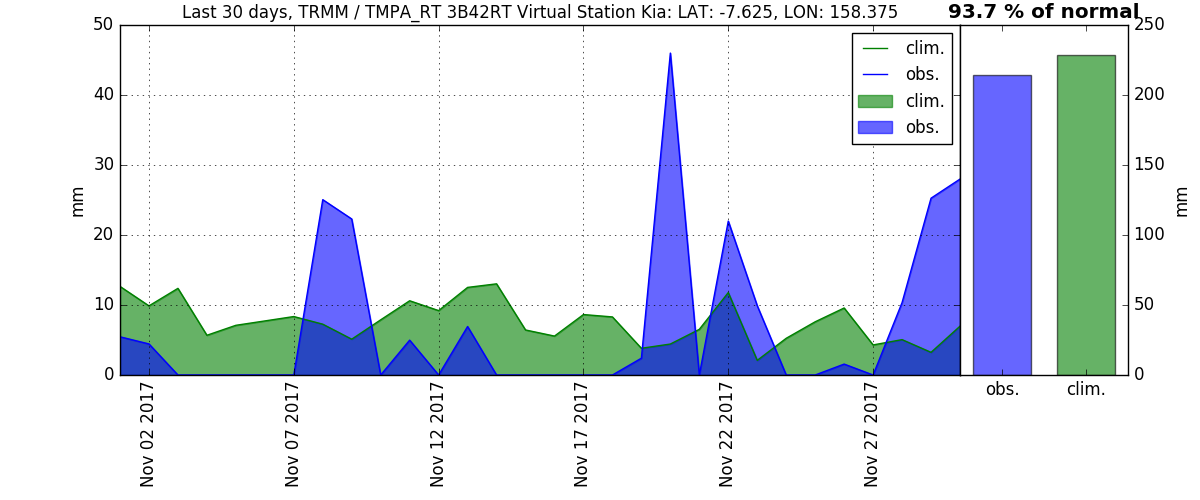 Last 30 days, TRMM / TMPA_RT 3B42RT Virtual Station Kia: LAT: -7.625, LON: 158.375
93.7 % of normal
50
40
30
20
10
0
mm
clim.
obs.
clim.
obs.
Nov 02 2017
Nov 07 2017
Nov 12 2017
Nov 17 2017
Nov 22 2017
Nov 27 2017
250
200
150
100
50
0
mm
obs.
clim.